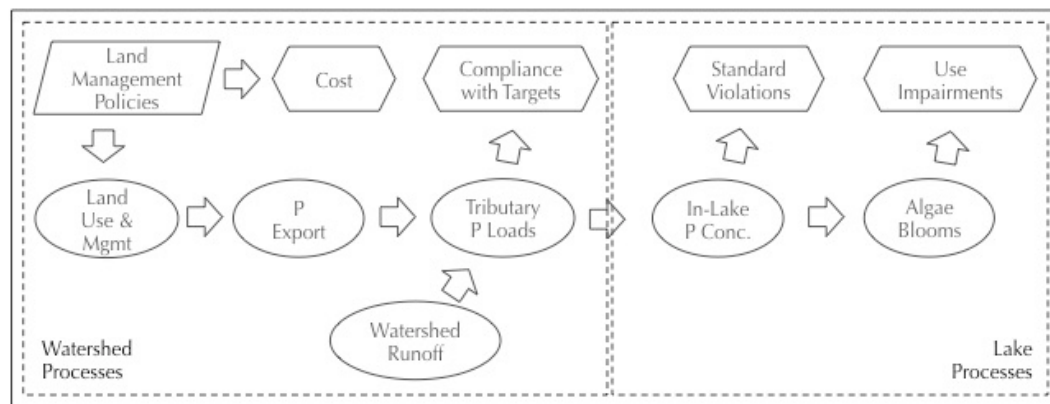 Land
Management
Policies
Cost
Compliance
with Targets
Standard
Violations
Use
Impairments
Land
Use &
Mgmt
P
Export
Tributary
P Loads
In-Lake
P Conc.
Algae
Blooms
Watershed
Runoff
Watershed
Processes
Lake
Processes